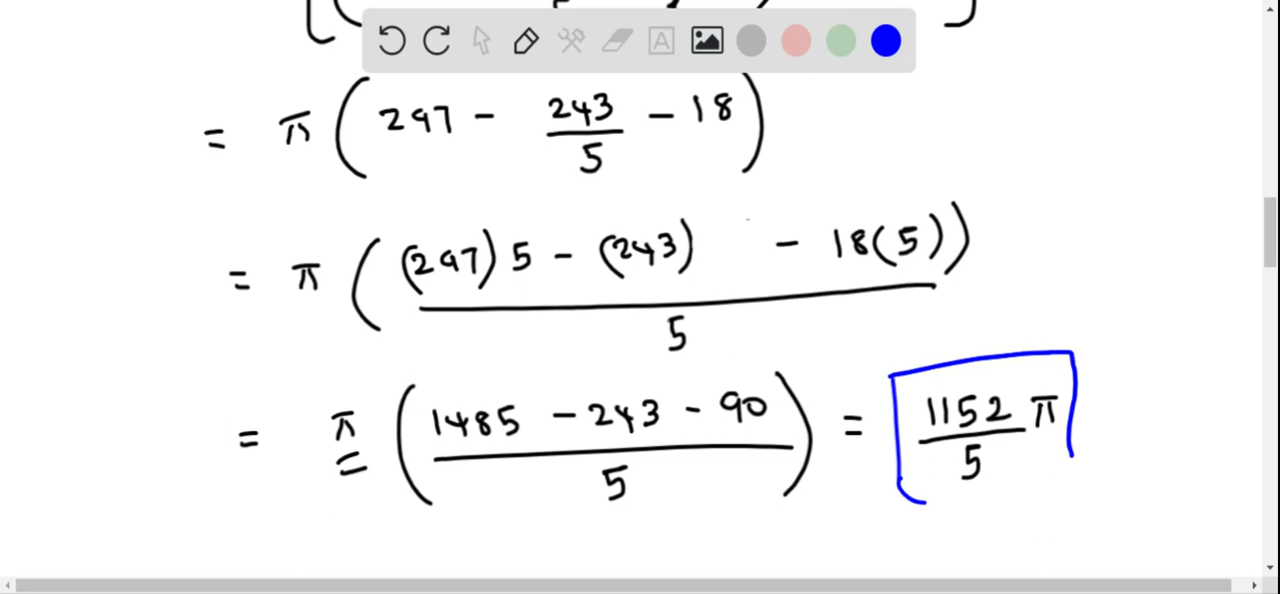 = π ( 297 - 243/5 - 18 )
= π ( (297) 5 - (243) - 18(5) ) / 5
= π ( 1485 - 243 - 90 / 5 ) = 1152/5 π